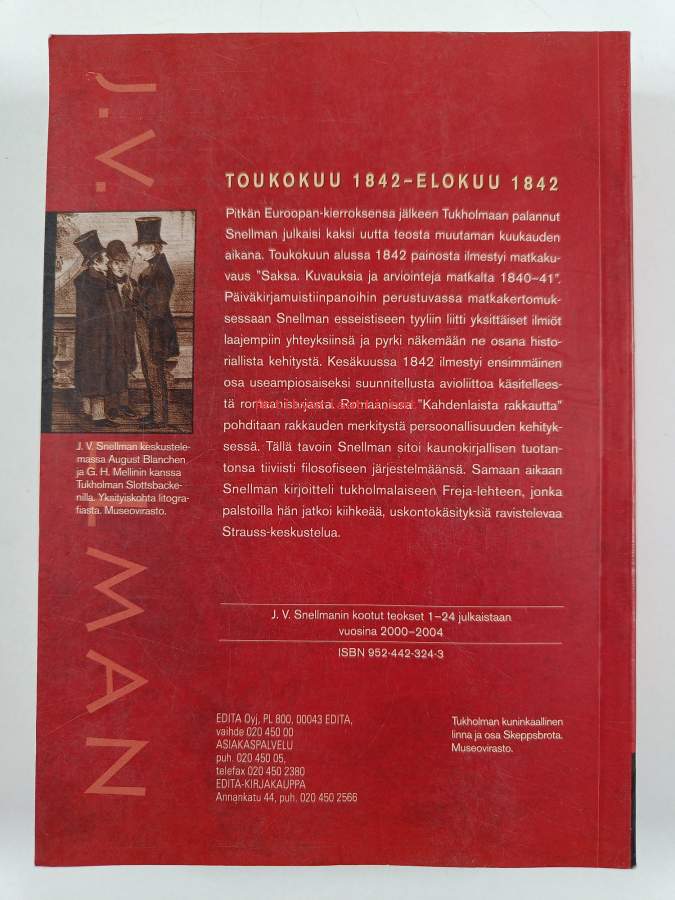 J.V.
LMAN
TOUKOKUU 1842–ELOKUU 1842
Pitkän Euroopan-kierroksensa jälkeen Tukholmaan palannut
Snellman julkaisi kaksi uutta teosta muutaman kuukauden
aikana. Toukokuun alussa 1842 painosta ilmestyi matkaku-
vaus "Saksa. Kuvauksia ja arviointeja matkalta 1840–41".
Päiväkirjamuistiinpanoihin perustuvassa matkakertomuk-
sessaan Snellman esseistiseen tyyliin liitti yksittäiset ilmiöt
laajempiin yhteyksiinsä ja pyrki näkemään ne osana histo-
riallista kehitystä. Kesäkuussa 1842 ilmestyi ensimmäinen
osa useampiosaiseksi suunnitellusta avioliittoa käsitellees-
tä romaanisarjasta. Romaanissa "Kahdenlaista rakkautta"
pohditaan rakkauden merkitystä persoonallisuuden kehityk-
sessä. Tällä tavoin Snellman sitoi kaunokirjallisen tuotan-
tonsa tiiviisti filosofiseen järjestelmäänsä. Samaan aikaan
Snellman kirjoitteli tukholmalaiseen Freja-lehteen, jonka
palstoilla hän jatkoi kiihkeää, uskontokäsityksiä ravistelevaa
Strauss-keskustelua.
J. V. Snellman keskustele-
massa August Blanchen
ja G. H. Mellinin kanssa
Tukholman Slottsbacke-
nilla. Yksityiskohta litogra-
fiasta. Museovirasto.
J. V. Snellmanin kootut teokset 1–24 julkaistaan
vuosina 2000–2004
ISBN 952-442-324-3
EDITA Oyj, PL 800, 00043 EDITA,
vaihde 020 450 00
ASIAKASPALVELU
puh. 020 450 05,
telefax 020 450 2380
EDITA-KIRJAKAUPPA
Annankatu 44, puh. 020 450 2566
Tukholman kuninkaallinen
linna ja osa Skeppsbrota.
Museovirasto.